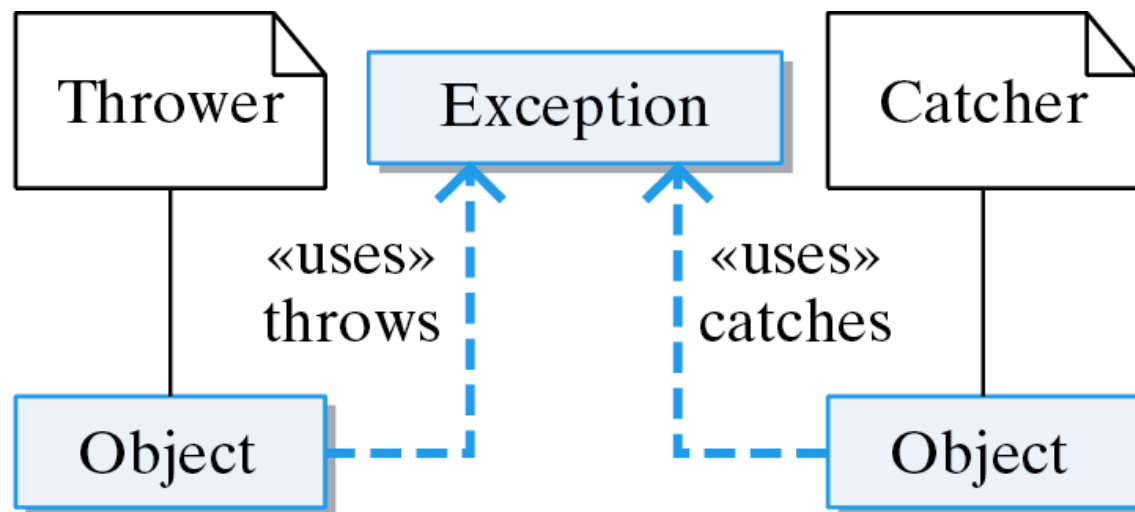 Thrower
Exception
Catcher
«uses»
throws
«uses»
catches
Object
Object